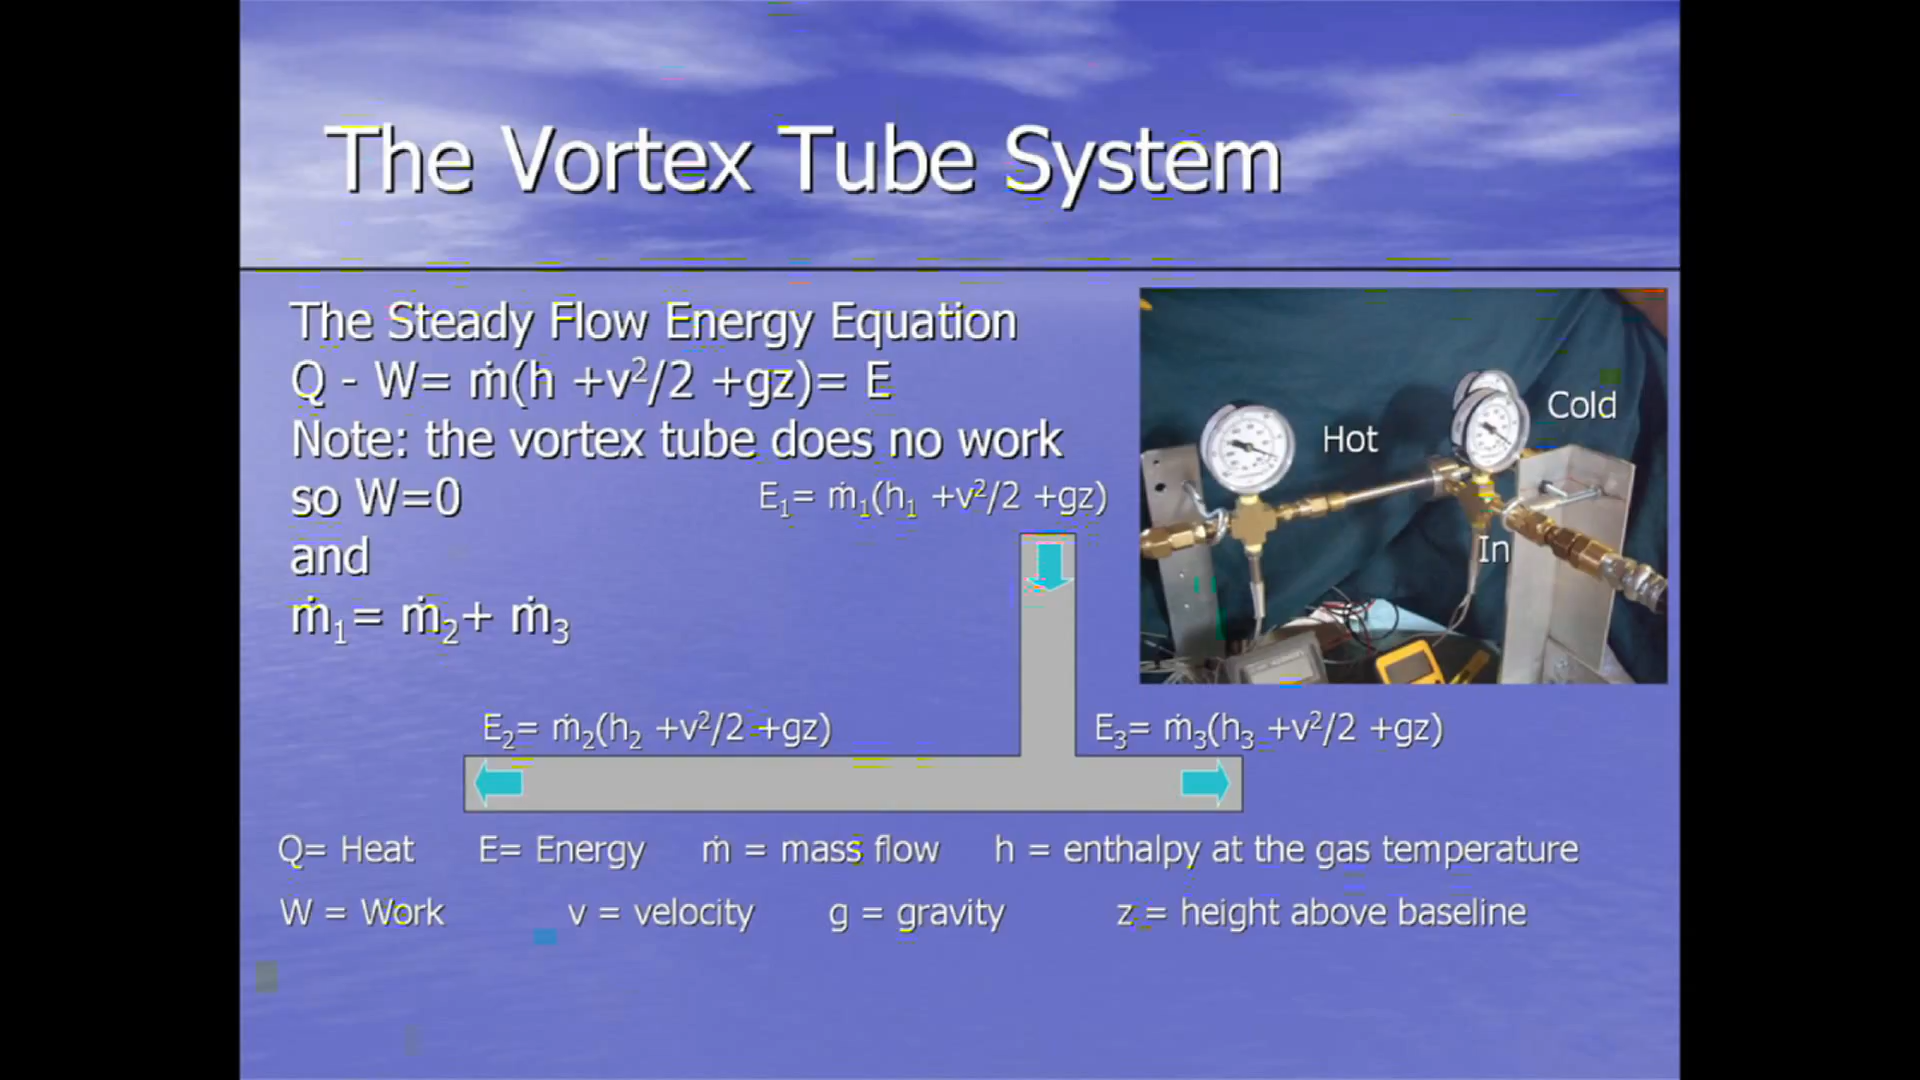 The Vortex Tube System
The Steady Flow Energy Equation
Q - W= ṁ(h +v²/2 +gz)= E
Note: the vortex tube does no work
so W=0
and
ṁ₁= ṁ₂+ ṁ₃
E₁= ṁ₁(h₁ +v²/2 +gz)
Hot
Cold
In
E₂= ṁ₂(h₂ +v²/2 +gz)
E₃= ṁ₃(h₃ +v²/2 +gz)
Q= Heat E= Energy ṁ = mass flow h = enthalpy at the gas temperature
W = Work v = velocity g = gravity z = height above baseline